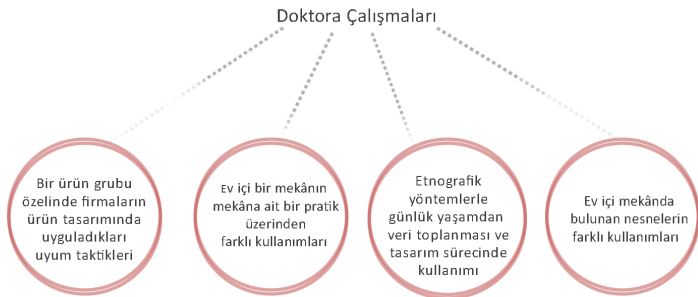 Doktora Çalışmaları
Bir ürün grubu
özelinde firmaların
ürün tasarımında
uyguladıkları
uyum taktikleri
Ev içi bir mekânın
mekâna ait bir pratik
üzerinden
farklı kullanımları
Etnografik
yöntemlerle
günlük yaşamdan
veri toplanması ve
tasarım sürecinde
kullanımı
Ev içi mekânda
bulunan nesnelerin
farklı kullanımları